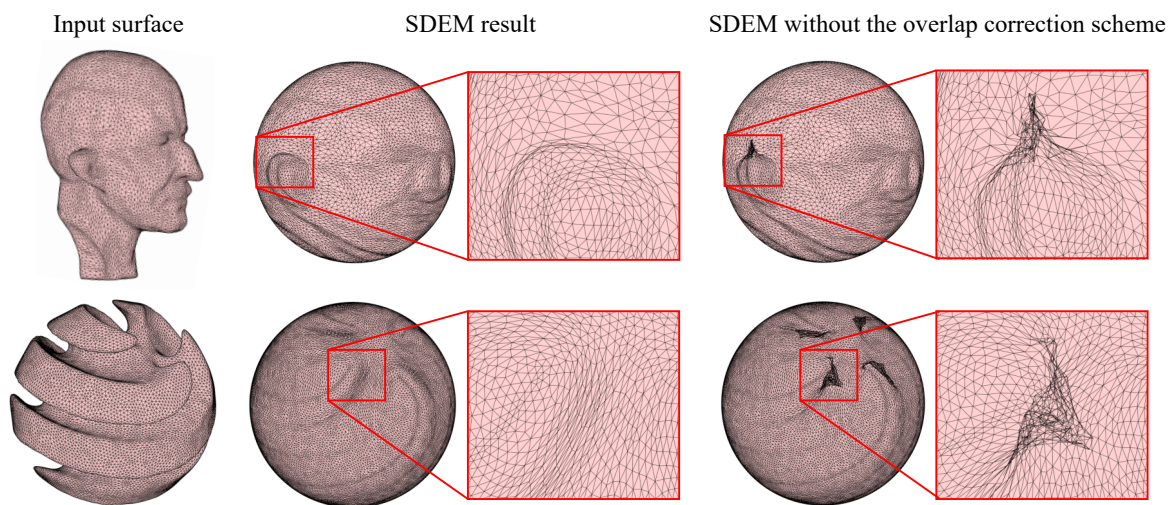 Input surface
SDEM result
SDEM without the overlap correction scheme